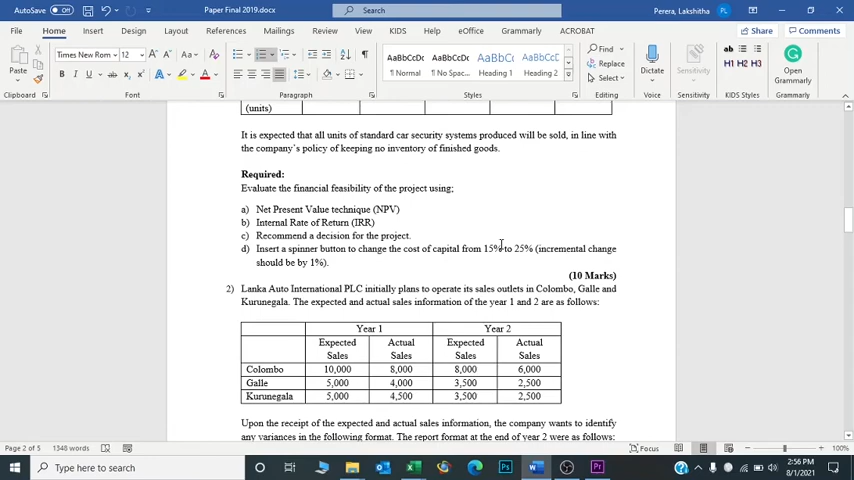 AutoSave Off Paper Final 2019.docx Search Perera, Lakshitha PL
File Home Insert Draw Design Layout References Mailings Review View KIDS Help eOffice Grammarly ACROBAT Share Comments
Times New Rom 12 A A Aa Find ab
Paste B I U ab x x A A AaBbCcDc AaBbCcDc AaBbCc AaBbCcD Replace Dictate Sensitivity H1 H2 H3 Open
¶ Normal ¶ No Spac... Heading 1 Heading 2 Select KIDS Styles Grammarly
Clipboard Font Paragraph Styles Editing Voice Sensitivity KIDS Styles Grammarly
(units)
It is expected that all units of standard car security systems produced will be sold, in line with
the company's policy of keeping no inventory of finished goods.
Required:
Evaluate the financial feasibility of the project using;
a) Net Present Value technique (NPV)
b) Internal Rate of Return (IRR)
c) Recommend a decision for the project.
d) Insert a spinner button to change the cost of capital from 15% to 25% (incremental change
should be by 1%).
(10 Marks)
2) Lanka Auto International PLC initially plans to operate its sales outlets in Colombo, Galle and
Kurunegala. The expected and actual sales information of the year 1 and 2 are as follows:
Year 1 Year 2
Expected Actual Expected Actual
Sales Sales Sales Sales
Colombo 10,000 8,000 8,000 6,000
Galle 5,000 4,000 3,500 2,500
Kurunegala 5,000 4,500 3,500 2,500
Upon the receipt of the expected and actual sales information, the company wants to identify
any variances in the following format. The report format at the end of year 2 were as follows:
Page 2 of 5 1348 words Focus 100%
Type here to search 2:56 PM
8/1/2021